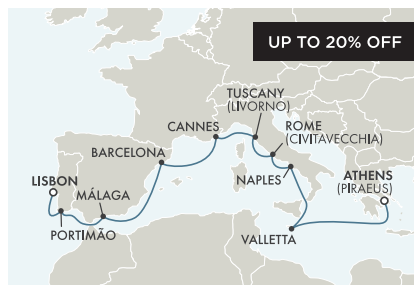 UP TO 20% OFF
TUSCANY
(LIVORNO)
CANNES
ROME
(CIVITAVECCHIA)
BARCELONA
NAPLES
ATHENS
(PIRAEUS)
LISBON
MÁLAGA
PORTIMÃO
VALLETTA